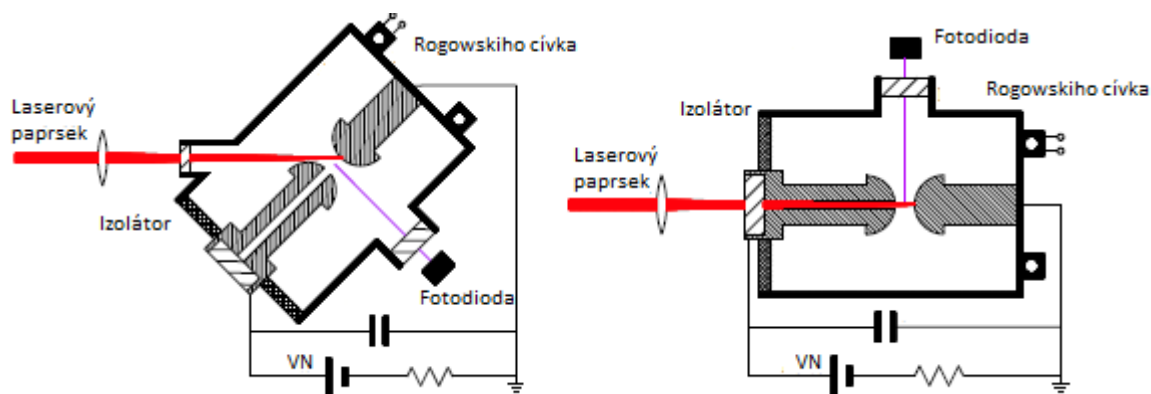 Rogowskiho cívka
Laserový
paprsek
Izolátor
Fotodioda
VN
Fotodioda
Rogowskiho cívka
Izolátor
Laserový
paprsek
VN